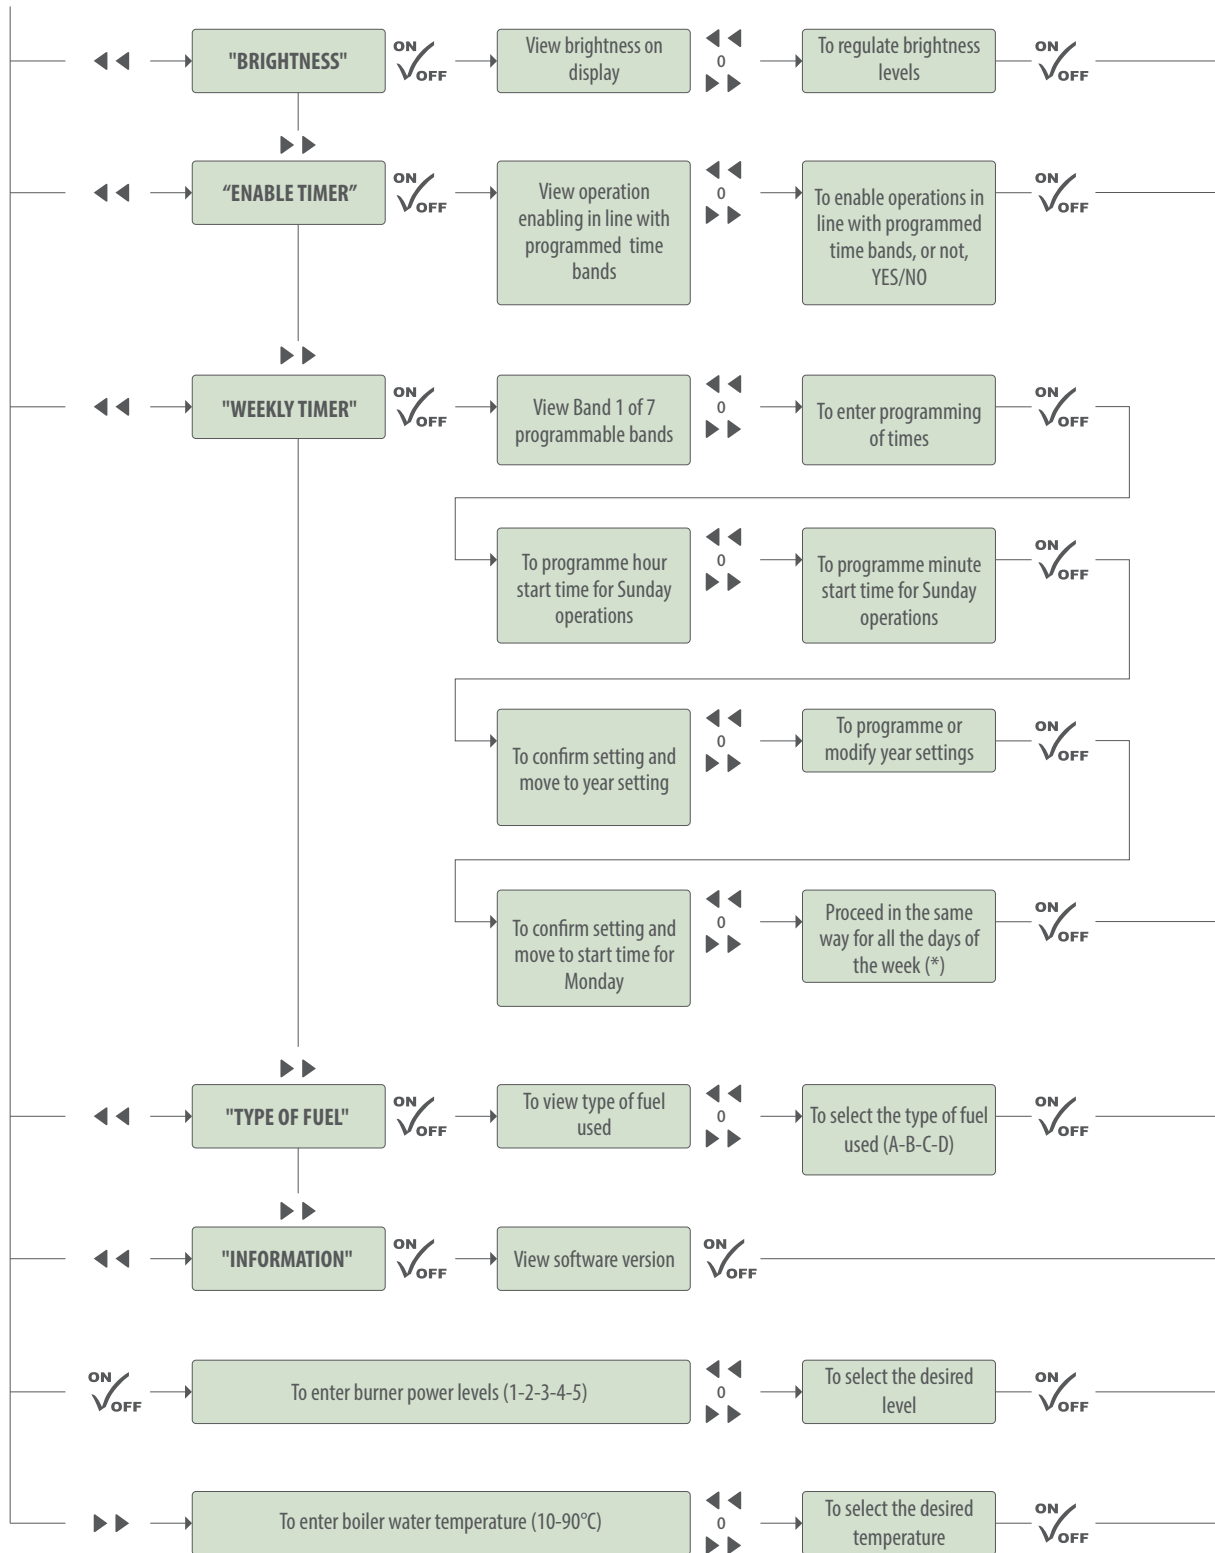 "BRIGHTNESS"
ON
OFF
View brightness on
display
0
To regulate brightness
levels
ON
OFF
“ENABLE TIMER”
ON
OFF
View operation
enabling in line with
programmed time
bands
0
To enable operations in
line with programmed
time bands, or not,
YES/NO
ON
OFF
"WEEKLY TIMER"
ON
OFF
View Band 1 of 7
programmable bands
0
To enter programming
of times
ON
OFF
To programme hour
start time for Sunday
operations
0
To programme minute
start time for Sunday
operations
ON
OFF
To confirm setting and
move to year setting
0
To programme or
modify year settings
ON
OFF
To confirm setting and
move to start time for
Monday
0
Proceed in the same
way for all the days of
the week (*)
ON
OFF
"TYPE OF FUEL"
ON
OFF
To view type of fuel
used
0
To select the type of fuel
used (A-B-C-D)
ON
OFF
"INFORMATION"
ON
OFF
View software version
ON
OFF
ON
OFF
To enter burner power levels (1-2-3-4-5)
0
To select the desired
level
ON
OFF
To enter boiler water temperature (10-90°C)
0
To select the desired
temperature
ON
OFF